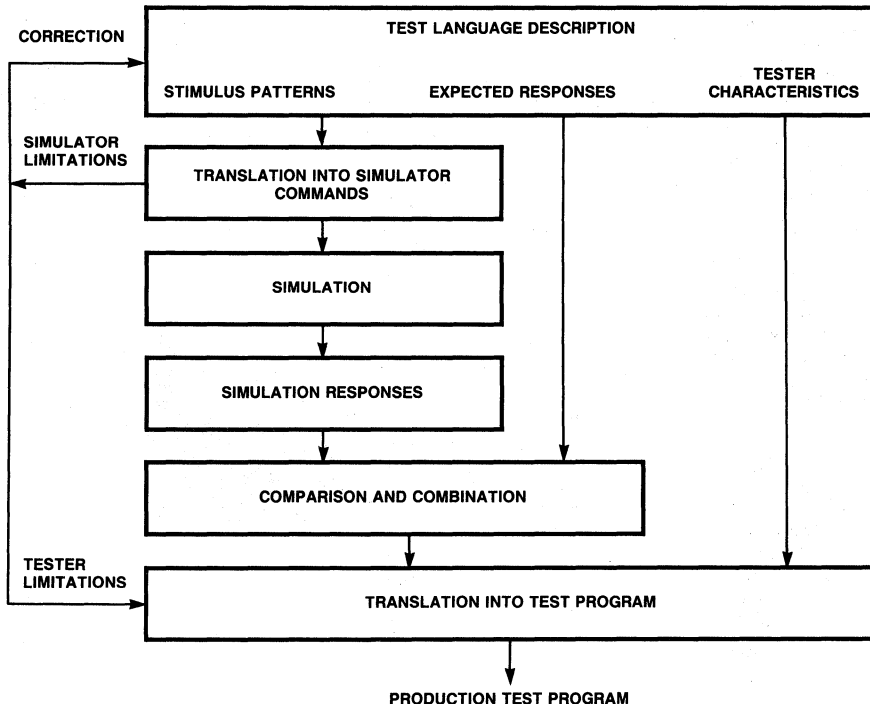 CORRECTION
TEST LANGUAGE DESCRIPTION
STIMULUS PATTERNS
EXPECTED RESPONSES
TESTER
CHARACTERISTICS
SIMULATOR
LIMITATIONS
TRANSLATION INTO SIMULATOR
COMMANDS
SIMULATION
SIMULATION RESPONSES
COMPARISON AND COMBINATION
TESTER
LIMITATIONS
TRANSLATION INTO TEST PROGRAM
PRODUCTION TEST PROGRAM